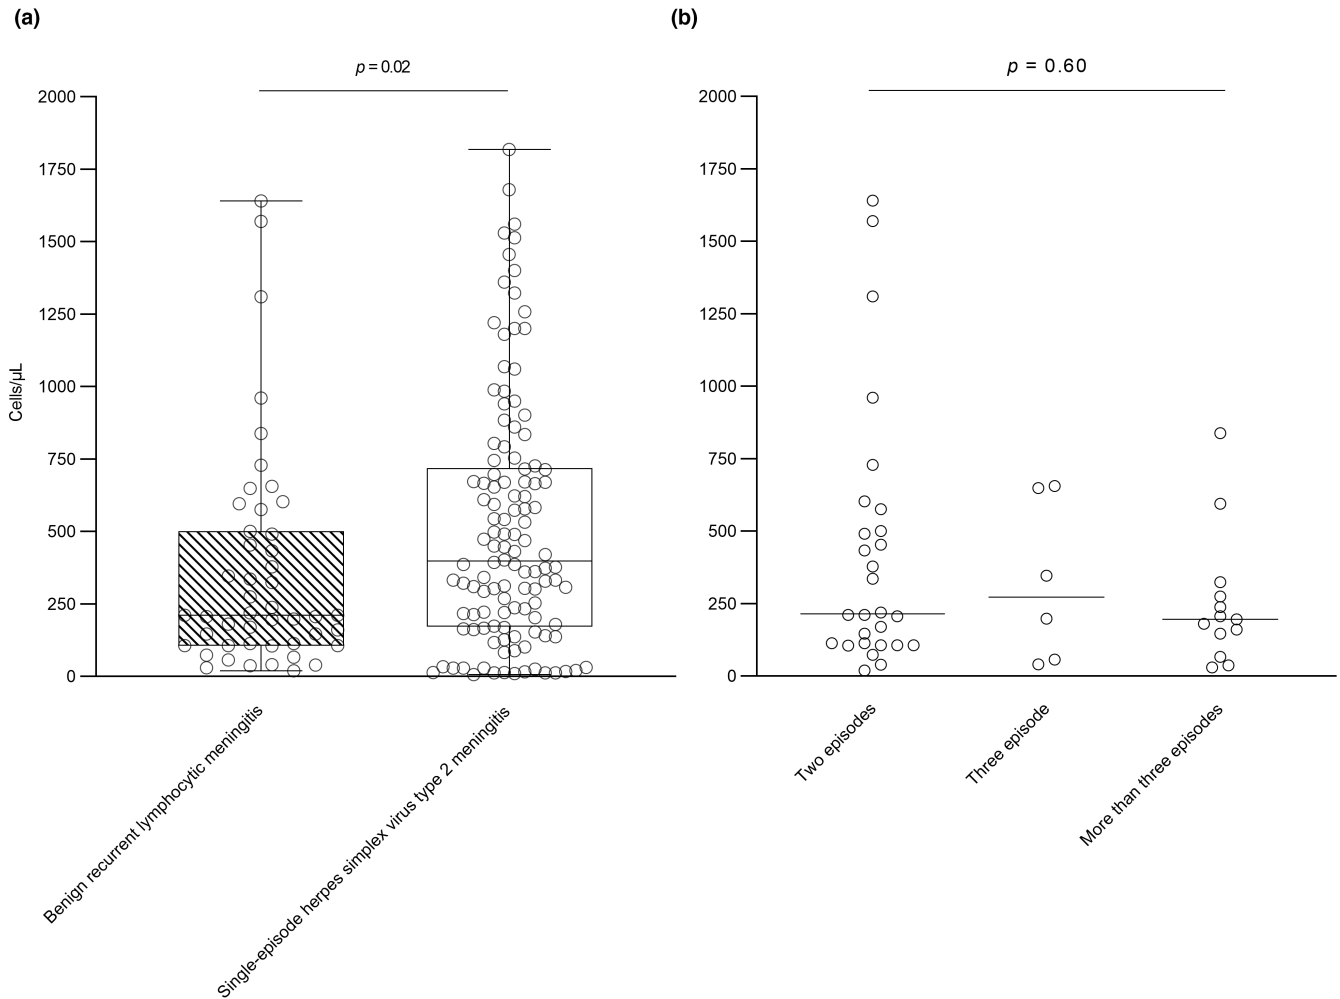 (a)
p = 0.02
2000
1750
1500
1250
1000
750
500
250
0
Cells/µL
Benign recurrent lymphocytic meningitis
Single-episode herpes simplex virus type 2 meningitis
(b)
p = 0.60
2000
1750
1500
1250
1000
750
500
250
0
Two episodes
Three episode
More than three episodes